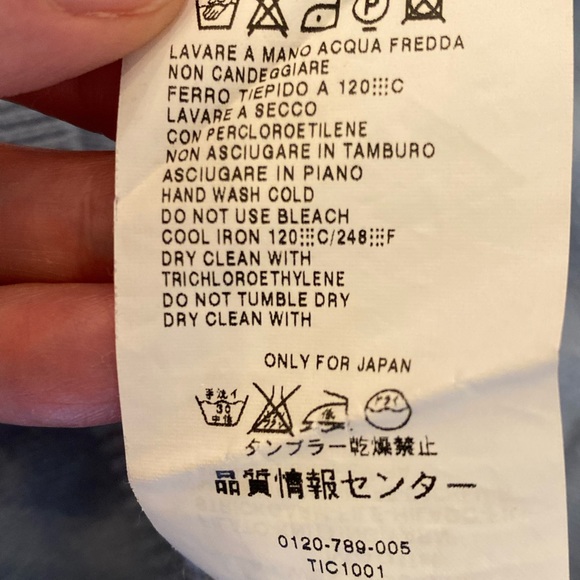 P
LAVARE A MANO ACQUA FREDDA
NON CANDEGGIARE
FERRO TIEPIDO A 120⁝⁝⁝C
LAVARE A SECCO
CON PERCLOROETILENE
NON ASCIUGARE IN TAMBURO
ASCIUGARE IN PIANO
HAND WASH COLD
DO NOT USE BLEACH
COOL IRON 120⁝⁝⁝C/248⁝⁝⁝F
DRY CLEAN WITH
TRICHLOROETHYLENE
DO NOT TUMBLE DRY
DRY CLEAN WITH
ONLY FOR JAPAN
手洗イ
30
中性
タンブラー乾燥禁止
品質情報センター
0120-789-005
TIC1001